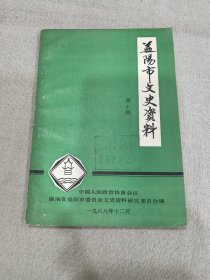 益陽市文史資料
第十辑
中国人民政治协商会议
湖南省益阳市委员会文史资料研究委员会编
一九八八年十二月